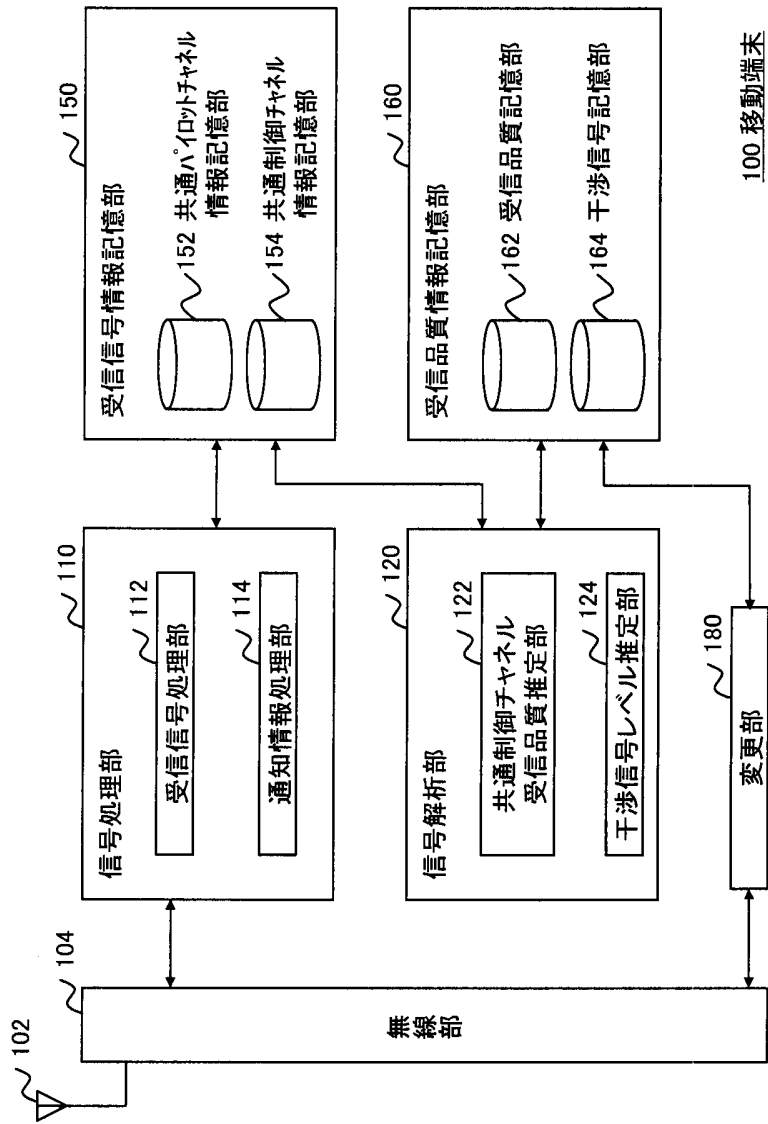 102
104
無線部
110
信号処理部
112
受信信号処理部
114
通知情報処理部
120
信号解析部
122
共通制御チャネル
受信品質推定部
124
干渉信号レベル推定部
180
変更部
150
受信信号情報記憶部
152 共通パイロットチャネル
情報記憶部
154 共通制御チャネル
情報記憶部
160
受信品質情報記憶部
162 受信品質記憶部
164 干渉信号記憶部
100 移動端末